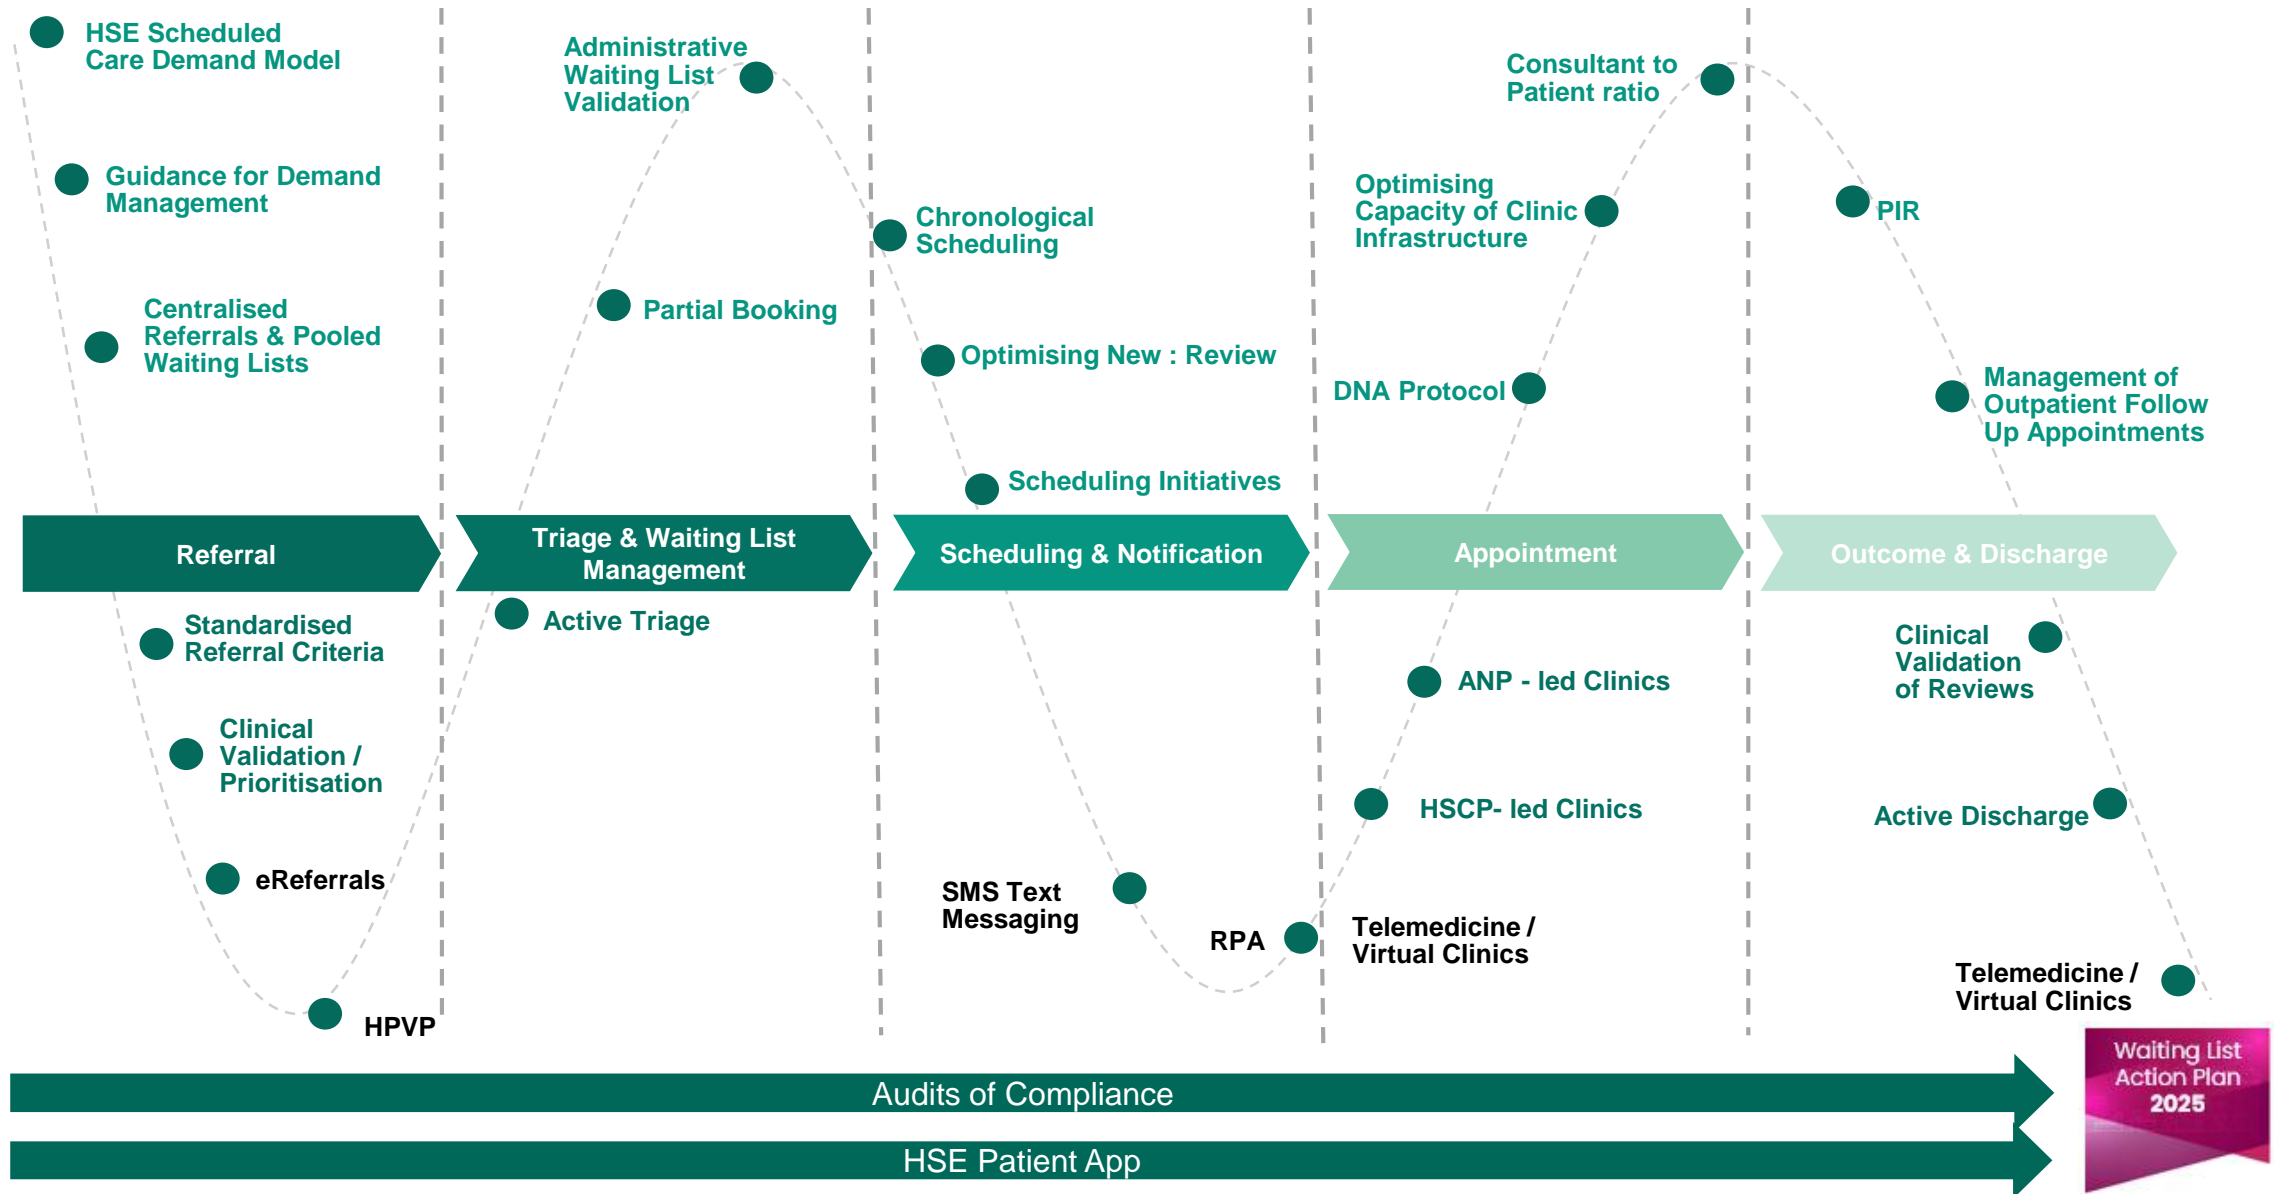 HSE Scheduled
Care Demand Model
Guidance for Demand
Management
Centralised
Referrals & Pooled
Waiting Lists
Referral
Standardised
Referral Criteria
Clinical
Validation /
Prioritisation
eReferrals
HPVP
Administrative
Waiting List
Validation
Partial Booking
Triage & Waiting List
Management
Active Triage
Chronological
Scheduling
Optimising New : Review
Scheduling Initiatives
Scheduling & Notification
SMS Text
Messaging
RPA
Consultant to
Patient ratio
Optimising
Capacity of Clinic
Infrastructure
DNA Protocol
Appointment
ANP - led Clinics
HSCP- led Clinics
Telemedicine /
Virtual Clinics
PIR
Management of
Outpatient Follow
Up Appointments
Outcome & Discharge
Clinical
Validation
of Reviews
Active Discharge
Telemedicine /
Virtual Clinics
Audits of Compliance
HSE Patient App
Waiting List
Action Plan
2025